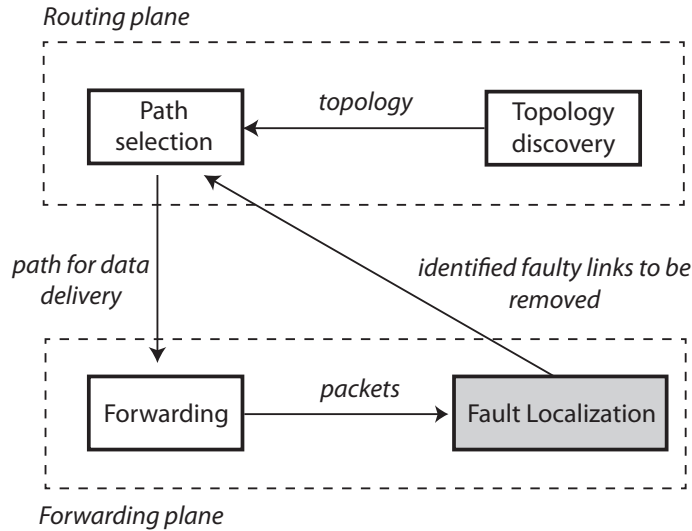 Routing plane
Path
selection
topology
Topology
discovery
path for data
delivery
identified faulty links to be
removed
Forwarding
packets
Fault Localization
Forwarding plane